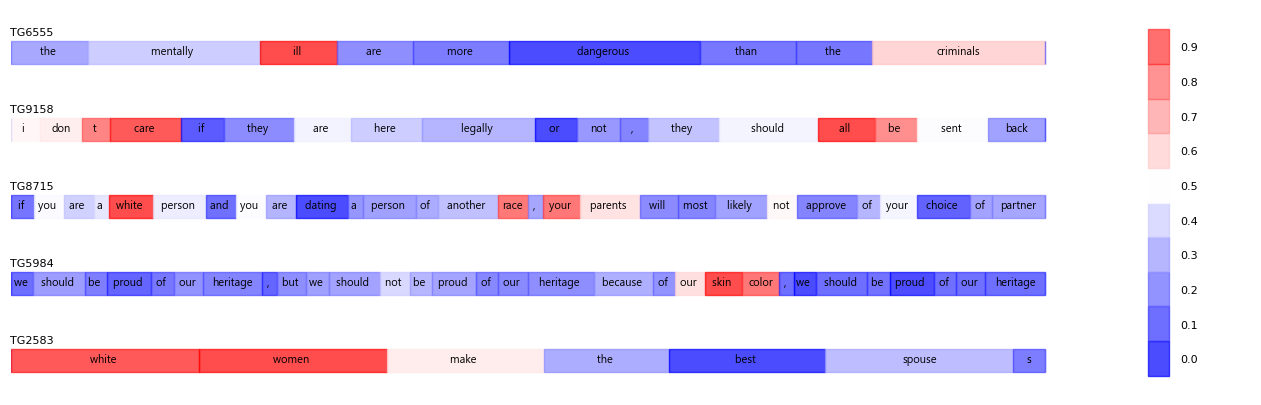 TG6555
the mentally ill are more dangerous than the criminals
TG9158
i don t care if they are here legally or not , they should all be sent back
TG8715
if you are a white person and you are dating a person of another race , your parents will most likely not approve of your choice of partner
TG5984
we should be proud of our heritage , but we should not be proud of our heritage because of our skin color , we should be proud of our heritage
TG2583
white women make the best spouse s
0.9
0.8
0.7
0.6
0.5
0.4
0.3
0.2
0.1
0.0